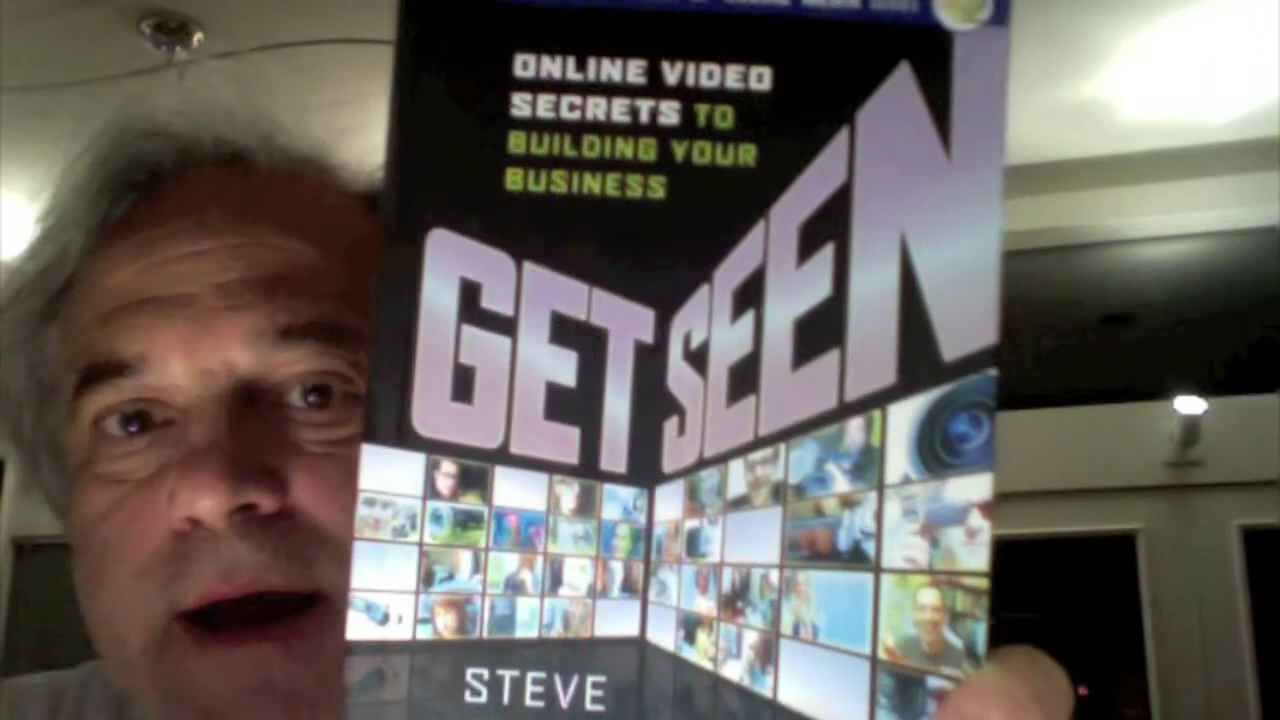 ONLINE VIDEO
SECRETS TO
BUILDING YOUR
BUSINESS
GET SEEN
STEVE